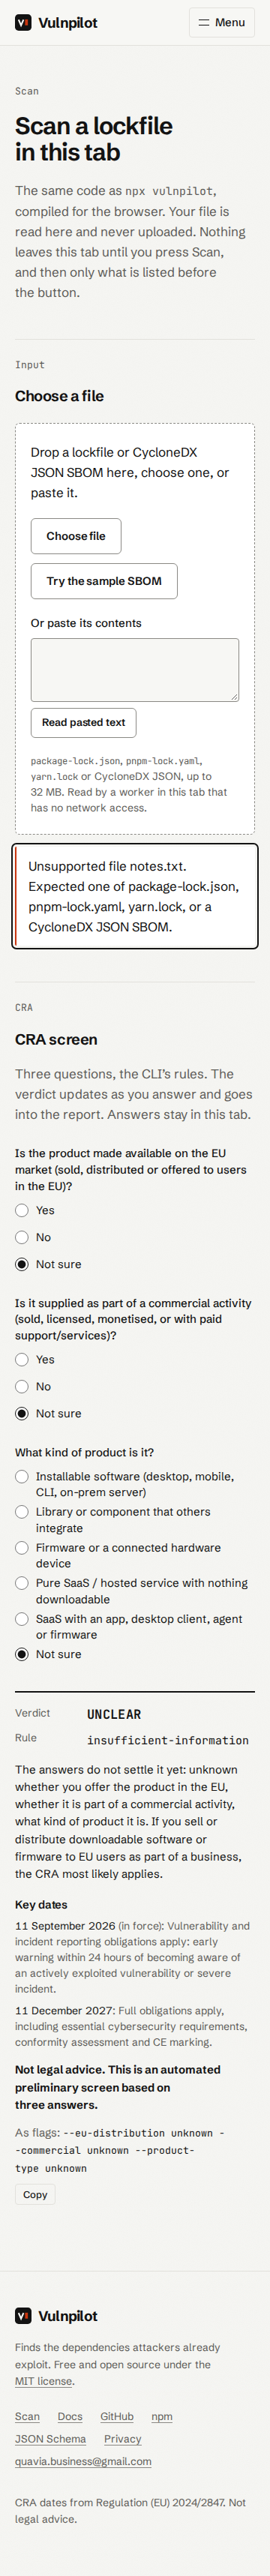 Vulnpilot
Menu
Scan
Scan a lockfile
in this tab
The same code as npx vulnpilot,
compiled for the browser. Your file is
read here and never uploaded. Nothing
leaves this tab until you press Scan,
and then only what is listed before
the button.
Input
Choose a file
Drop a lockfile or CycloneDX
JSON SBOM here, choose one, or
paste it.
Choose file
Try the sample SBOM
Or paste its contents
Read pasted text
package-lock.json, pnpm-lock.yaml,
yarn.lock or CycloneDX JSON, up to
32 MB. Read by a worker in this tab that
has no network access.
Unsupported file notes.txt.
Expected one of package-lock.json,
pnpm-lock.yaml, yarn.lock, or a
CycloneDX JSON SBOM.
CRA
CRA screen
Three questions, the CLI's rules. The
verdict updates as you answer and goes
into the report. Answers stay in this tab.
Is the product made available on the EU
market (sold, distributed or offered to users
in the EU)?
Yes
No
Not sure
Is it supplied as part of a commercial activity
(sold, licensed, monetised, or with paid
support/services)?
Yes
No
Not sure
What kind of product is it?
Installable software (desktop, mobile,
CLI, on-prem server)
Library or component that others
integrate
Firmware or a connected hardware
device
Pure SaaS / hosted service with nothing
downloadable
SaaS with an app, desktop client, agent
or firmware
Not sure
Verdict UNCLEAR
Rule insufficient-information
The answers do not settle it yet: unknown
whether you offer the product in the EU,
whether it is part of a commercial activity,
what kind of product it is. If you sell or
distribute downloadable software or
firmware to EU users as part of a business,
the CRA most likely applies.
Key dates
11 September 2026 (in force): Vulnerability and
incident reporting obligations apply: early
warning within 24 hours of becoming aware of
an actively exploited vulnerability or severe
incident.
11 December 2027: Full obligations apply,
including essential cybersecurity requirements,
conformity assessment and CE marking.
Not legal advice. This is an automated
preliminary screen based on
three answers.
As flags: --eu-distribution unknown -
-commercial unknown --product-
type unknown
Copy
Vulnpilot
Finds the dependencies attackers already
exploit. Free and open source under the
MIT license.
Scan Docs GitHub npm
JSON Schema Privacy
quavia.business@gmail.com
CRA dates from Regulation (EU) 2024/2847. Not
legal advice.